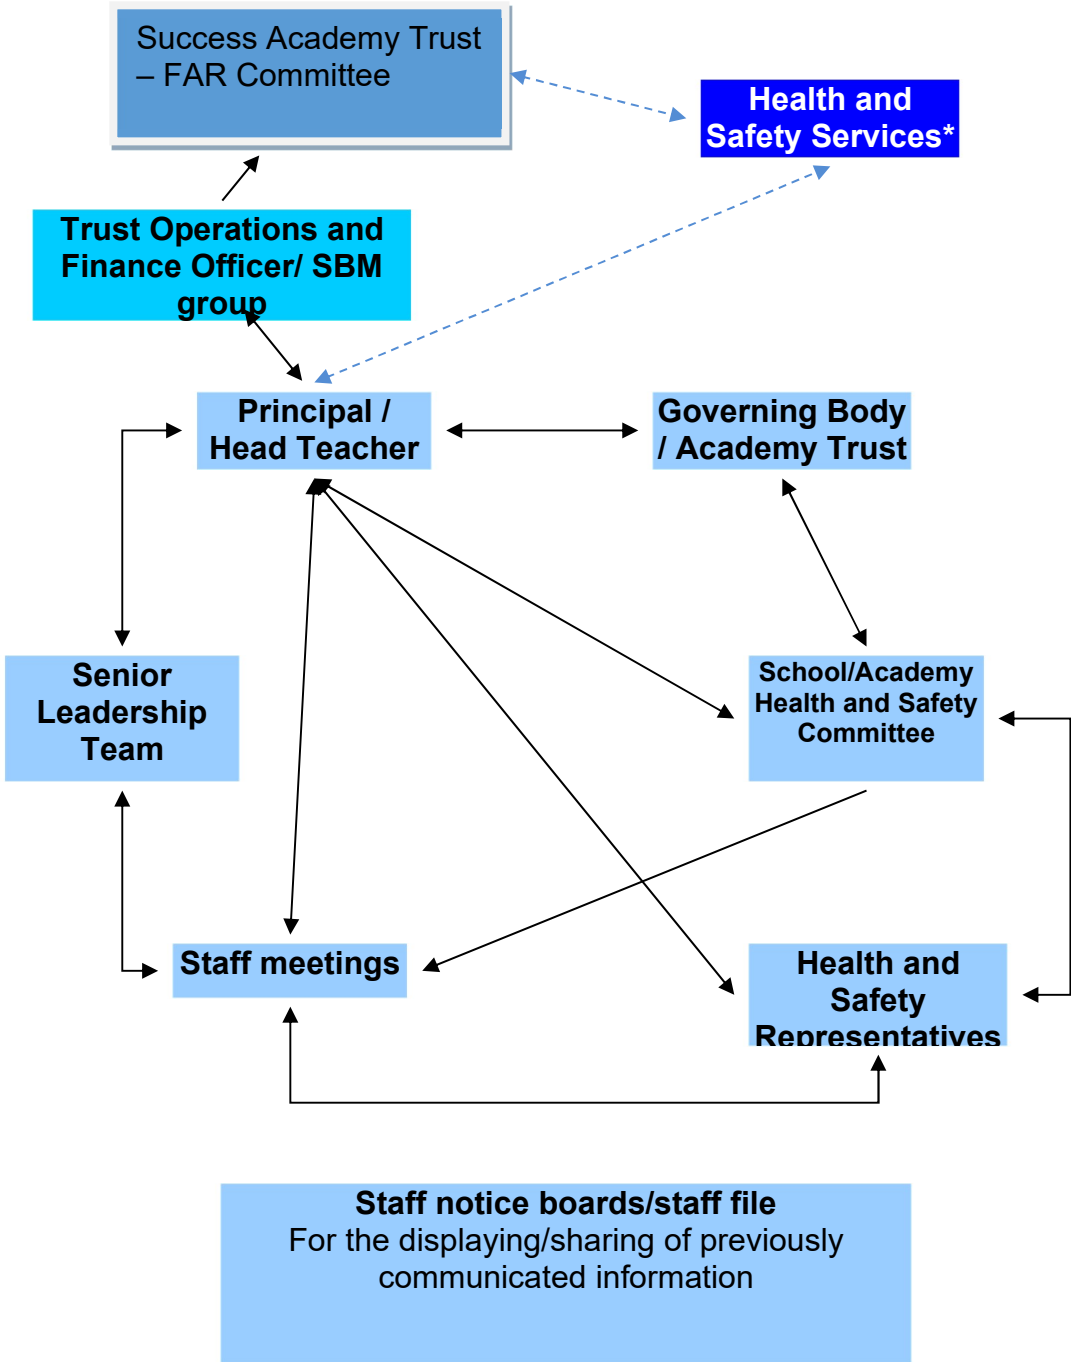 Success Academy Trust
– FAR Committee
Health and
Safety Services*
Trust Operations and
Finance Officer/ SBM
group
Principal /
Head Teacher
Governing Body
/ Academy Trust
Senior
Leadership
Team
School/Academy
Health and Safety
Committee
Staff meetings
Health and
Safety
Representatives
Staff notice boards/staff file
For the displaying/sharing of previously
communicated information